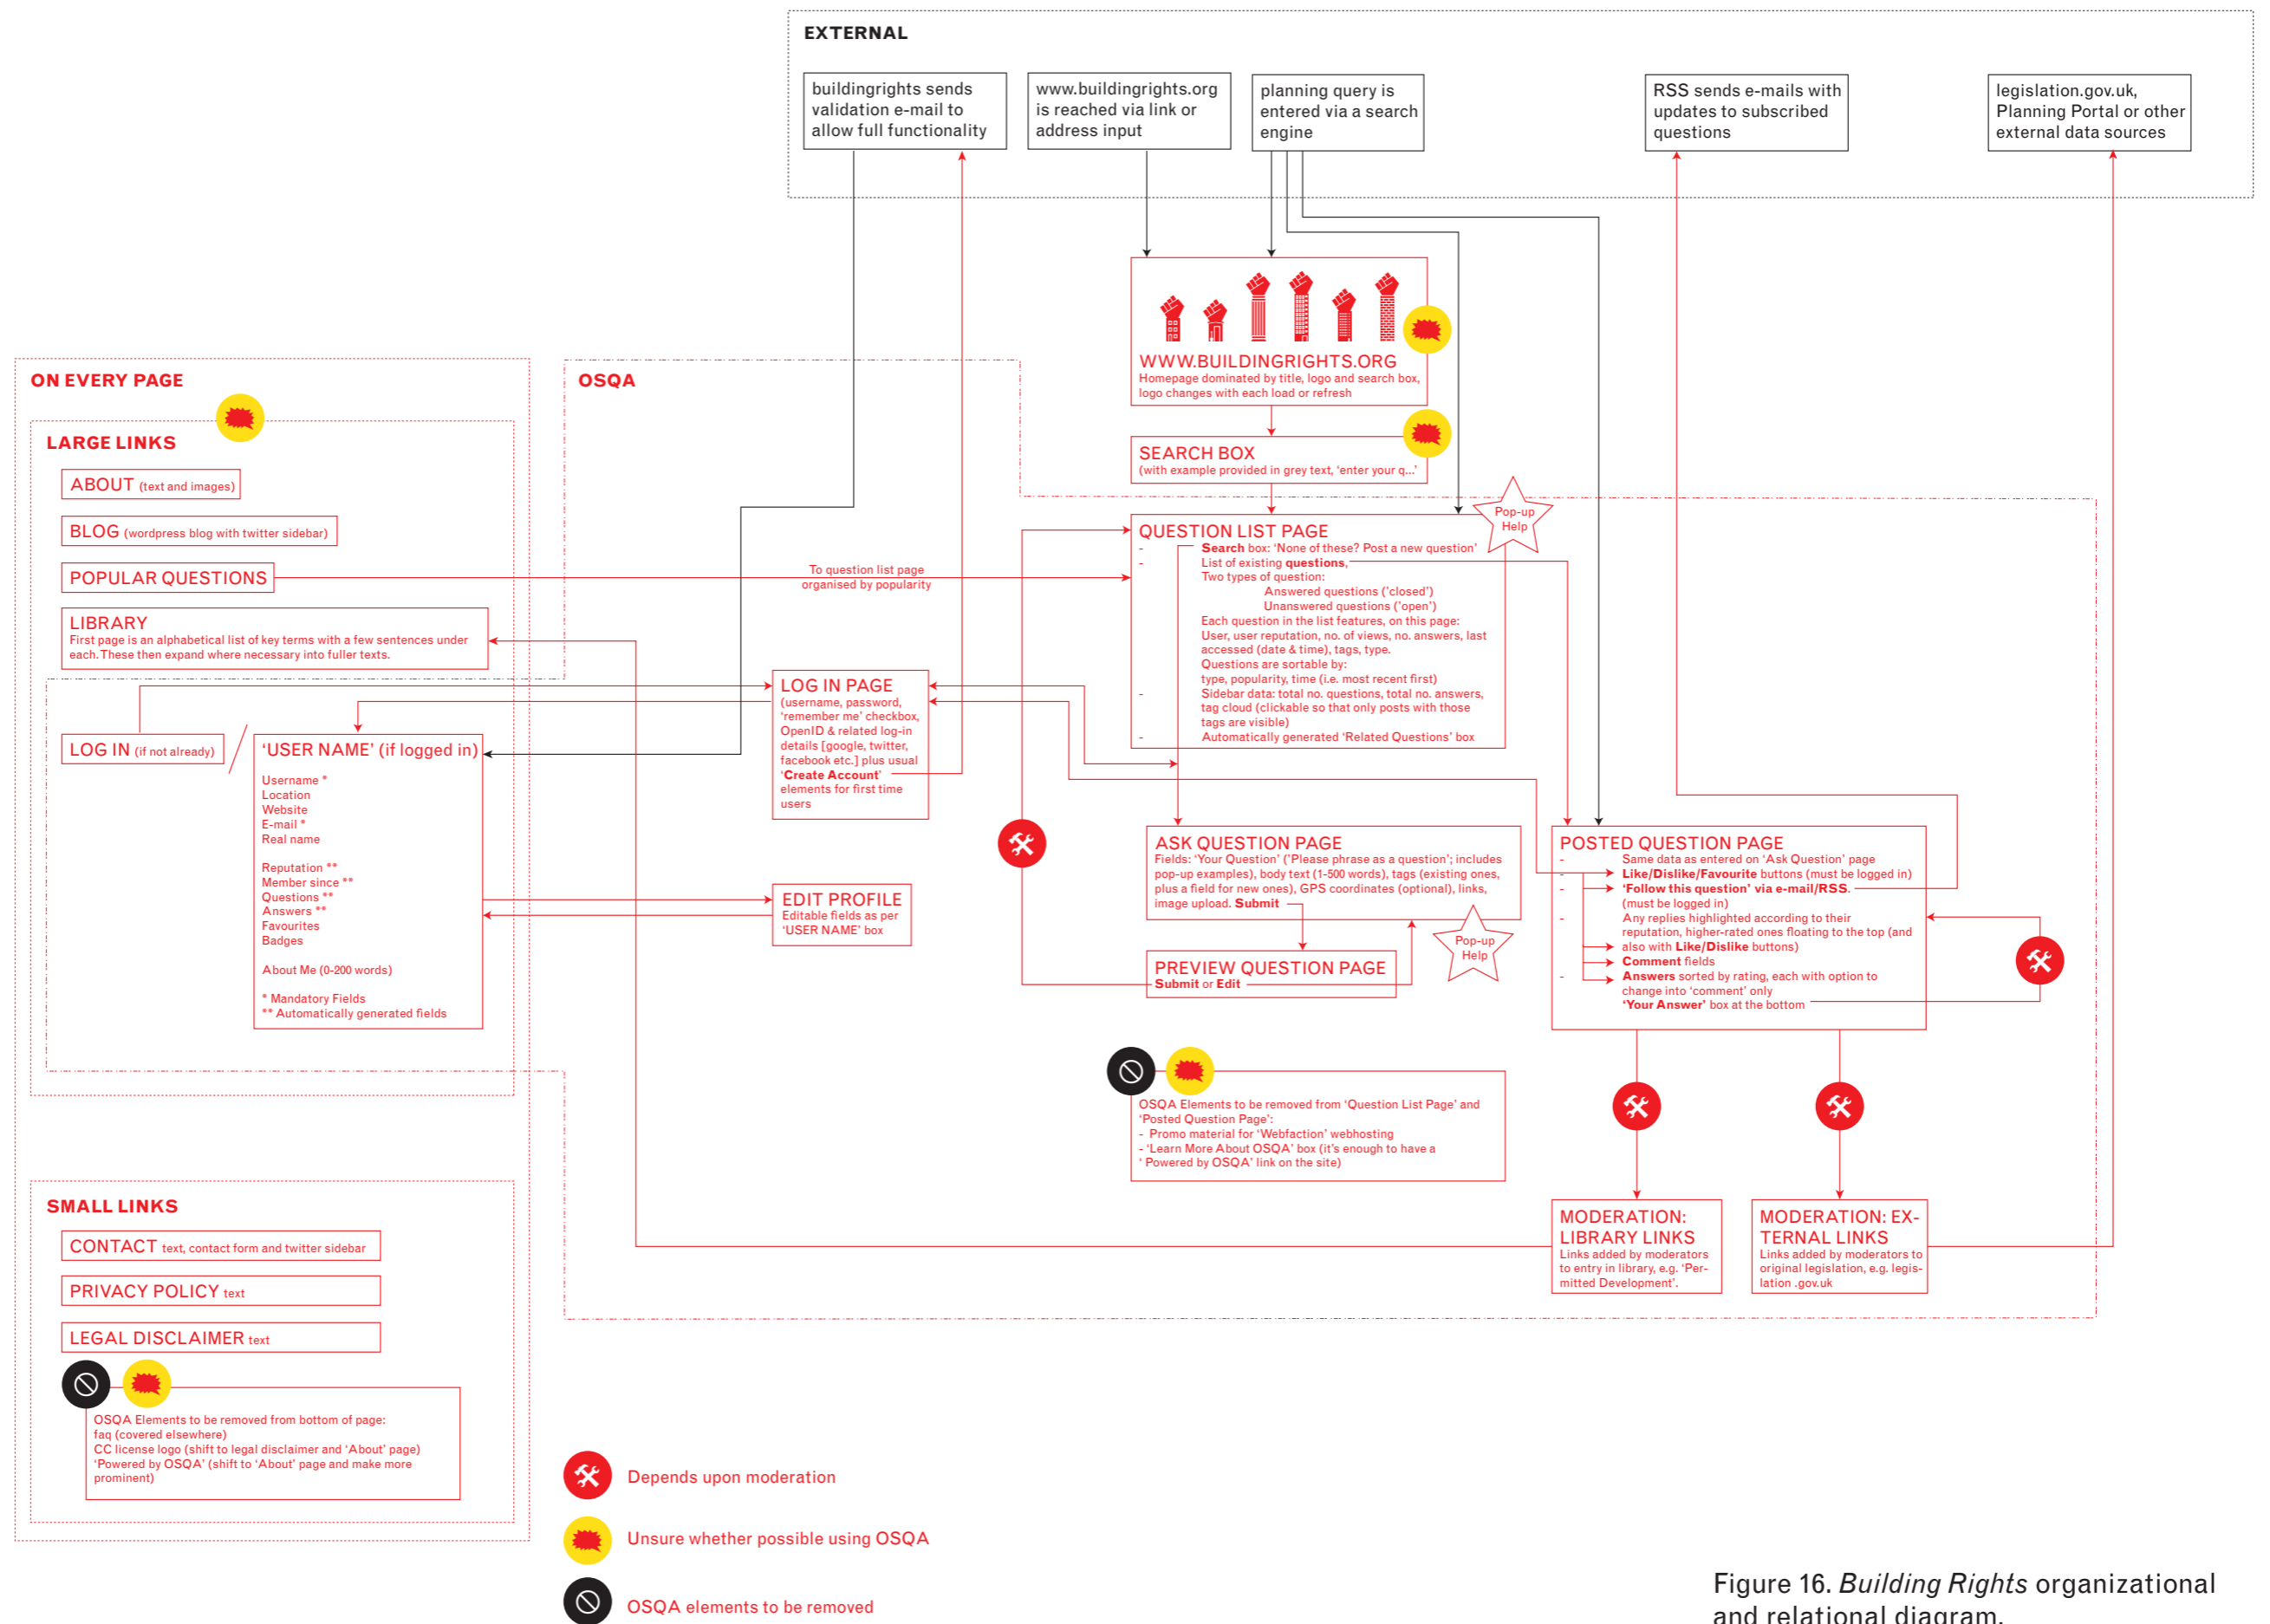 EXTERNAL
buildingrights sends
validation e-mail to
allow full functionality
www.buildingrights.org
is reached via link or
address input
planning query is
entered via a search
engine
RSS sends e-mails with
updates to subscribed
questions
legislation.gov.uk,
Planning Portal or other
external data sources
WWW.BUILDINGRIGHTS.ORG
Homepage dominated by title, logo and search box,
logo changes with each load or refresh
SEARCH BOX
(with example provided in grey text, ‘enter your q...’
ON EVERY PAGE
LARGE LINKS
ABOUT (text and images)
BLOG (wordpress blog with twitter sidebar)
POPULAR QUESTIONS
LIBRARY
First page is an alphabetical list of key terms with a few sentences under
each. These then expand where necessary into fuller texts.
LOG IN (if not already)
‘USER NAME’ (if logged in)
Username *
Location
Website
E-mail *
Real name
Reputation **
Member since **
Questions **
Answers **
Favourites
Badges
About Me (0-200 words)
* Mandatory Fields
** Automatically generated fields
SMALL LINKS
CONTACT text, contact form and twitter sidebar
PRIVACY POLICY text
LEGAL DISCLAIMER text
OSQA Elements to be removed from bottom of page:
faq (covered elsewhere)
CC license logo (shift to legal disclaimer and ‘About’ page)
‘Powered by OSQA’ (shift to ‘About’ page and make more
prominent)
OSQA
To question list page
organised by popularity
LOG IN PAGE
(username, password,
‘remember me’ checkbox,
OpenID & related log-in
details [google, twitter,
facebook etc.] plus usual
‘Create Account’
elements for first time
users
EDIT PROFILE
Editable fields as per
‘USER NAME’ box
QUESTION LIST PAGE
- Search box: ‘None of these? Post a new question’
- List of existing questions,
Two types of question:
Answered questions (’closed’)
Unanswered questions (’open’)
Each question in the list features, on this page:
User, user reputation, no. of views, no. answers, last
accessed (date & time), tags, type.
Questions are sortable by:
type, popularity, time (i.e. most recent first)
- Sidebar data: total no. questions, total no. answers,
tag cloud (clickable so that only posts with those
tags are visible)
- Automatically generated ‘Related Questions’ box
Pop-up
Help
ASK QUESTION PAGE
Fields: ‘Your Question’ (’Please phrase as a question’; includes
pop-up examples), body text (1-500 words), tags (existing ones,
plus a field for new ones), GPS coordinates (optional), links,
image upload. Submit
Pop-up
Help
PREVIEW QUESTION PAGE
Submit or Edit
POSTED QUESTION PAGE
- Same data as entered on ‘Ask Question’ page
- Like/Dislike/Favourite buttons (must be logged in)
- ‘Follow this question’ via e-mail/RSS.
(must be logged in)
- Any replies highlighted according to their
reputation, higher-rated ones floating to the top (and
also with Like/Dislike buttons)
- Comment fields
- Answers sorted by rating, each with option to
change into ‘comment’ only
‘Your Answer’ box at the bottom
OSQA Elements to be removed from ‘Question List Page’ and
‘Posted Question Page’:
- Promo material for ‘Webfaction’ webhosting
- ‘Learn More About OSQA’ box (it’s enough to have a
‘ Powered by OSQA’ link on the site)
MODERATION:
LIBRARY LINKS
Links added by moderators
to entry in library, e.g. ‘Per-
mitted Development’.
MODERATION: EX-
TERNAL LINKS
Links added by moderators to
original legislation, e.g. legis-
lation .gov.uk
Depends upon moderation
Unsure whether possible using OSQA
OSQA elements to be removed
Figure 16. Building Rights organizational
and relational diagram.